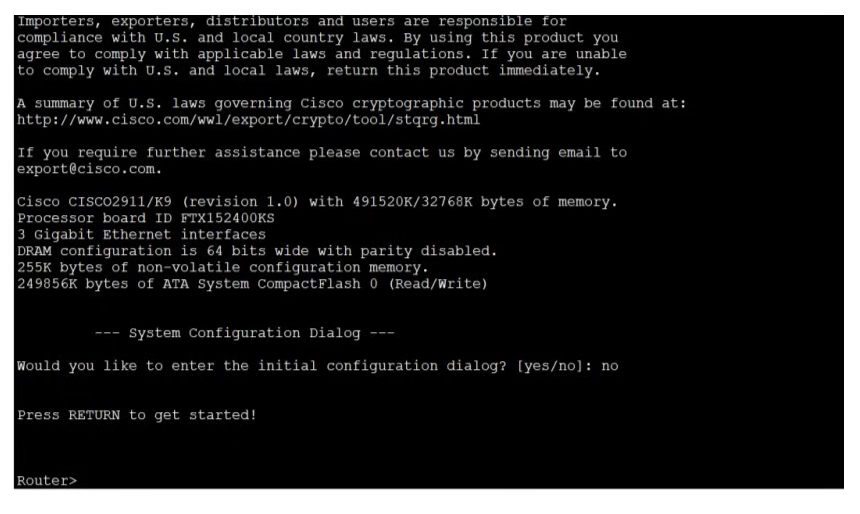 Importers, exporters, distributors and users are responsible for
compliance with U.S. and local country laws. By using this product you
agree to comply with applicable laws and regulations. If you are unable
to comply with U.S. and local laws, return this product immediately.
A summary of U.S. laws governing Cisco cryptographic products may be found at:
http://www.cisco.com/wwl/export/crypto/tool/stqrg.html
If you require further assistance please contact us by sending email to
export@cisco.com.
Cisco CISCO2911/K9 (revision 1.0) with 491520K/32768K bytes of memory.
Processor board ID FTX152400KS
3 Gigabit Ethernet interfaces
DRAM configuration is 64 bits wide with parity disabled.
255K bytes of non-volatile configuration memory.
249856K bytes of ATA System CompactFlash 0 (Read/Write)
--- System Configuration Dialog ---
Would you like to enter the initial configuration dialog? [yes/no]: no
Press RETURN to get started!
Router>